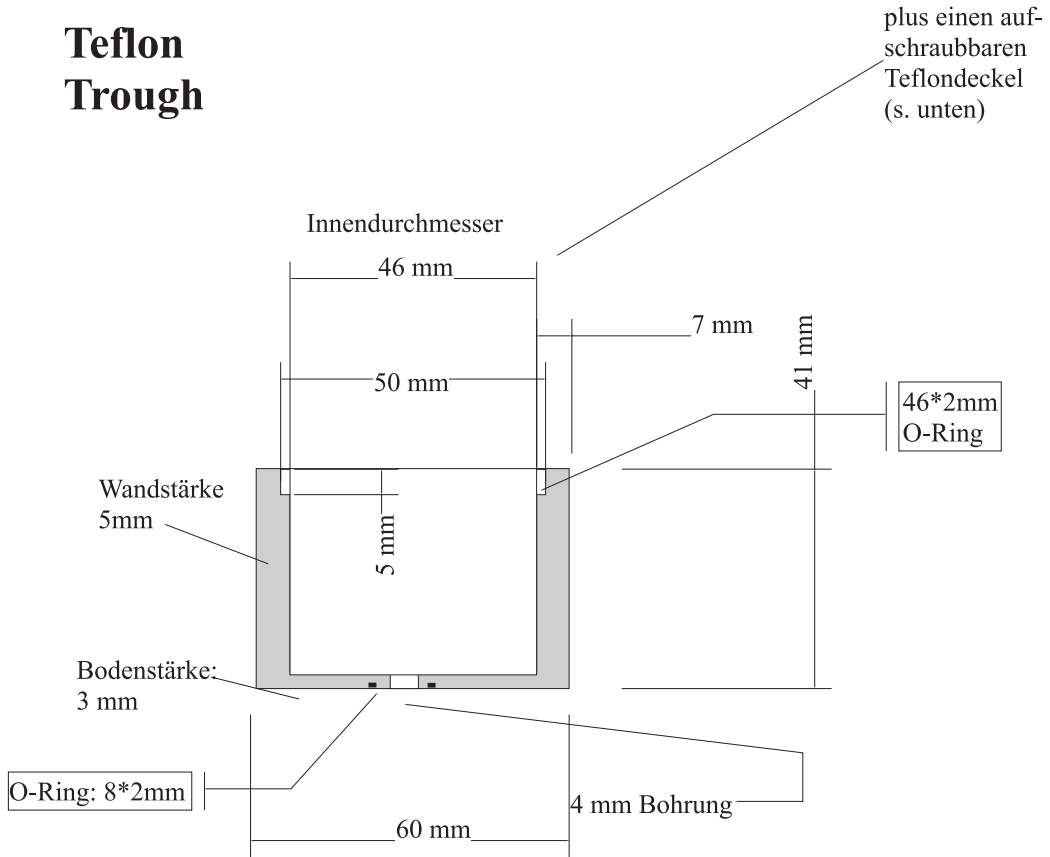 Teflon
Trough
plus einen auf-
schraubbaren
Teflondeckel
(s. unten)
Innendurchmesser
46 mm
7 mm
41 mm
50 mm
46*2mm
O-Ring
Wandstärke
5mm
5 mm
Bodenstärke:
3 mm
O-Ring: 8*2mm
4 mm Bohrung
60 mm